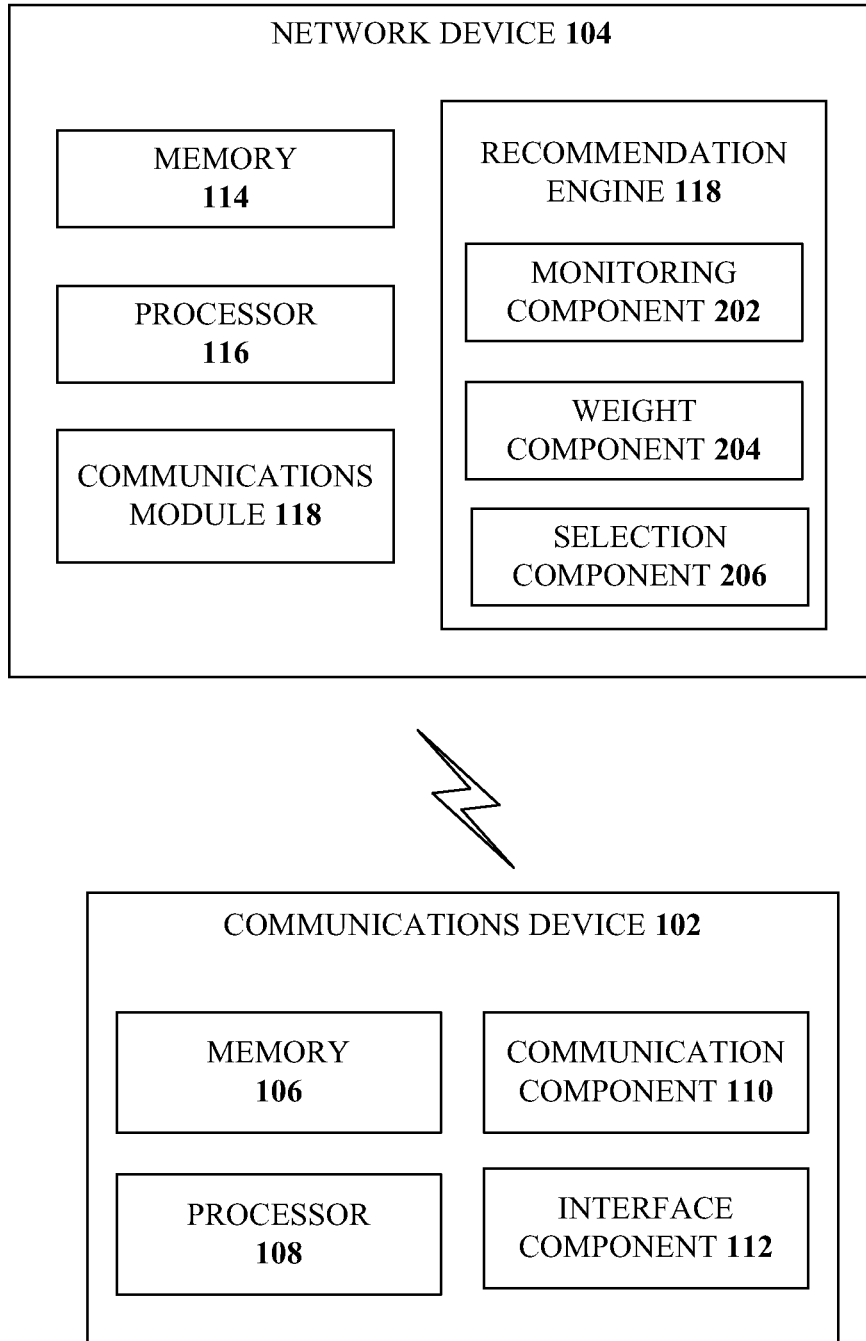 NETWORK DEVICE 104
MEMORY
114
PROCESSOR
116
COMMUNICATIONS
MODULE 118
RECOMMENDATION
ENGINE 118
MONITORING
COMPONENT 202
WEIGHT
COMPONENT 204
SELECTION
COMPONENT 206
COMMUNICATIONS DEVICE 102
MEMORY
106
COMMUNICATION
COMPONENT 110
PROCESSOR
108
INTERFACE
COMPONENT 112